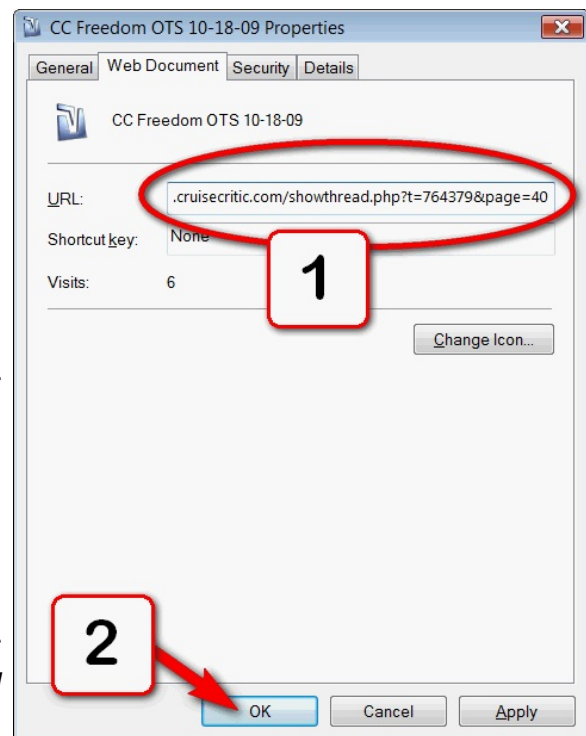 CC Freedom OTS 10-18-09 Properties
General Web Document Security Details
CC Freedom OTS 10-18-09
URL: .cruisecritic.com/showthread.php?t=764379&page=40
Shortcut key: None
1
Visits: 6
Change Icon...
2
OK Cancel Apply